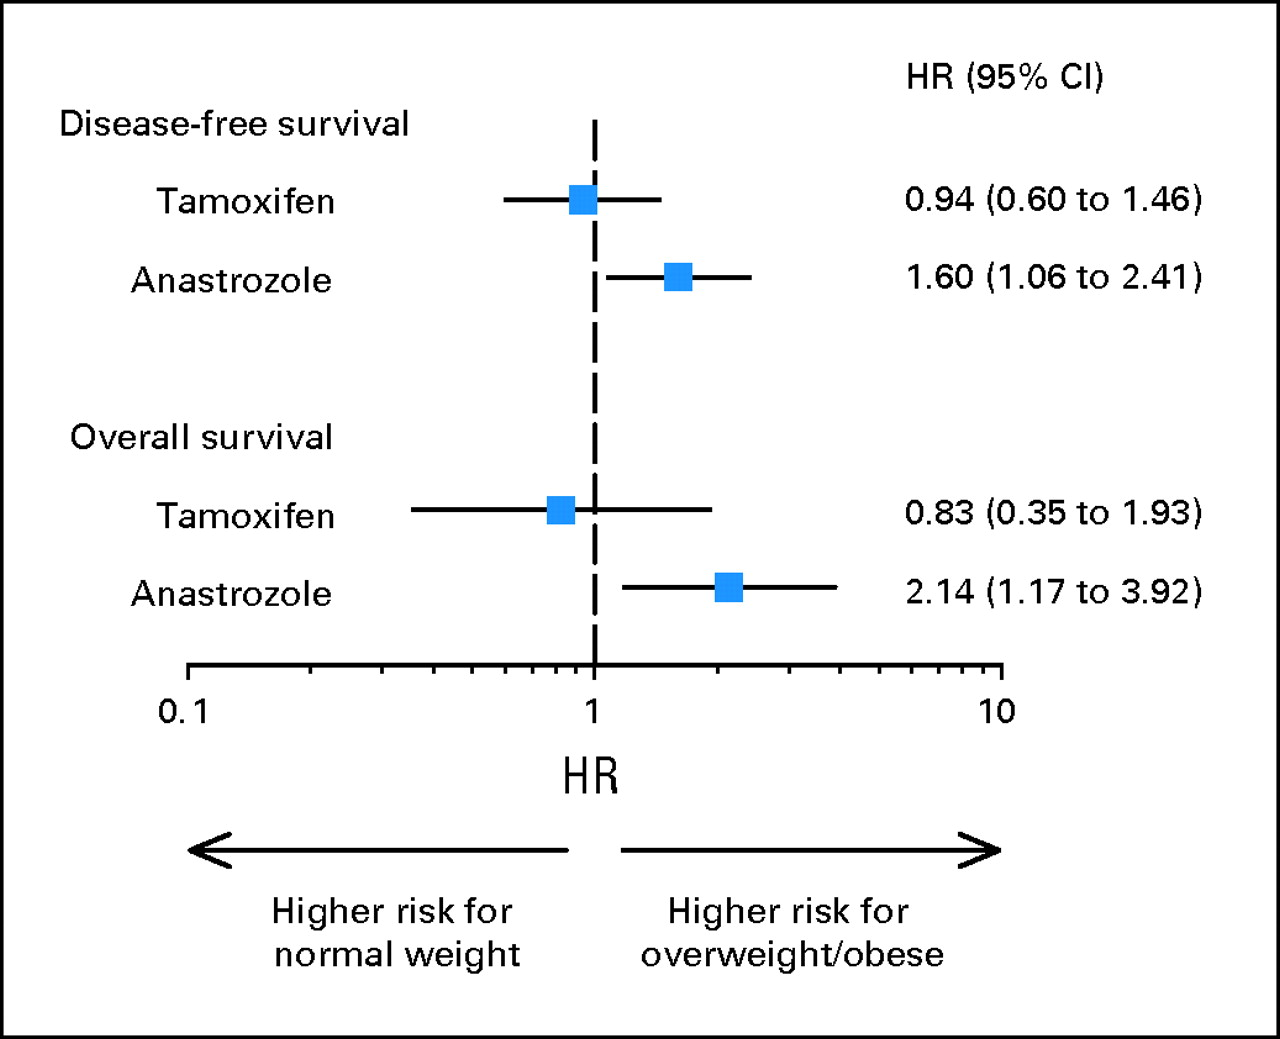 HR (95% CI)
Disease-free survival
Tamoxifen 0.94 (0.60 to 1.46)
Anastrozole 1.60 (1.06 to 2.41)
Overall survival
Tamoxifen 0.83 (0.35 to 1.93)
Anastrozole 2.14 (1.17 to 3.92)
0.1 1 10
HR
Higher risk for Higher risk for
normal weight overweight/obese